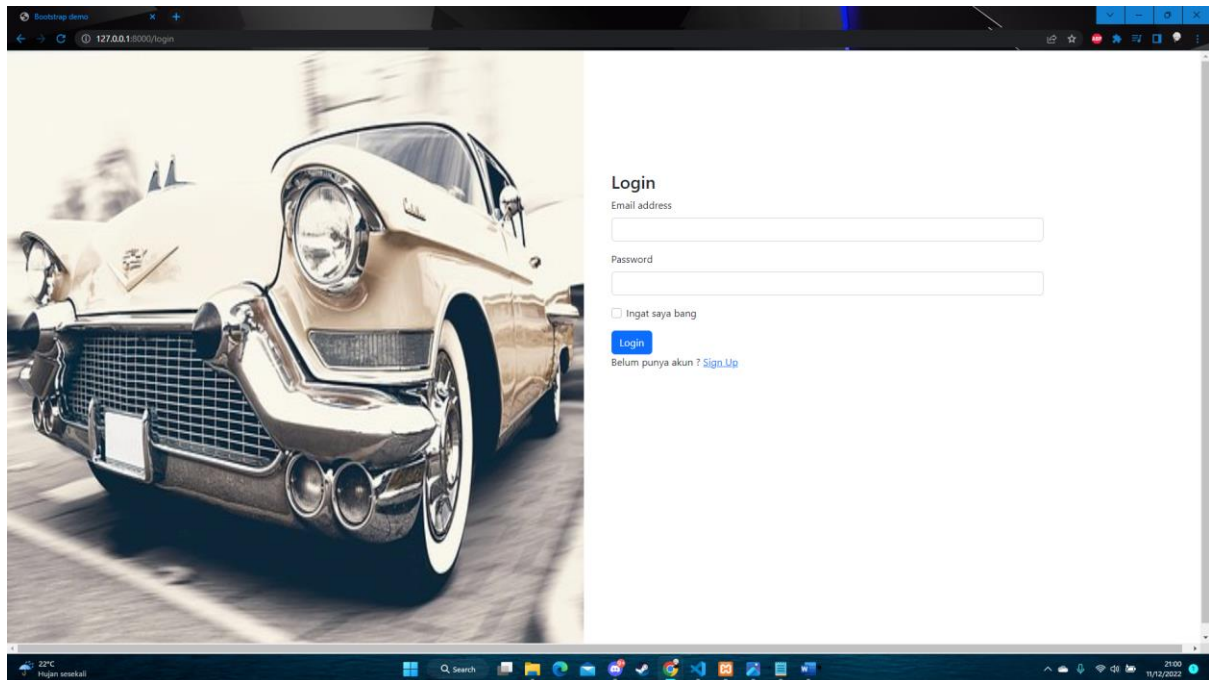 Bootstrap demo
127.0.0.1:8000/login
Login
Email address
Password
Ingat saya bang
Login
Belum punya akun ? Sign Up
22°C
Hujan sesekali
Search
21:00
11/12/2022